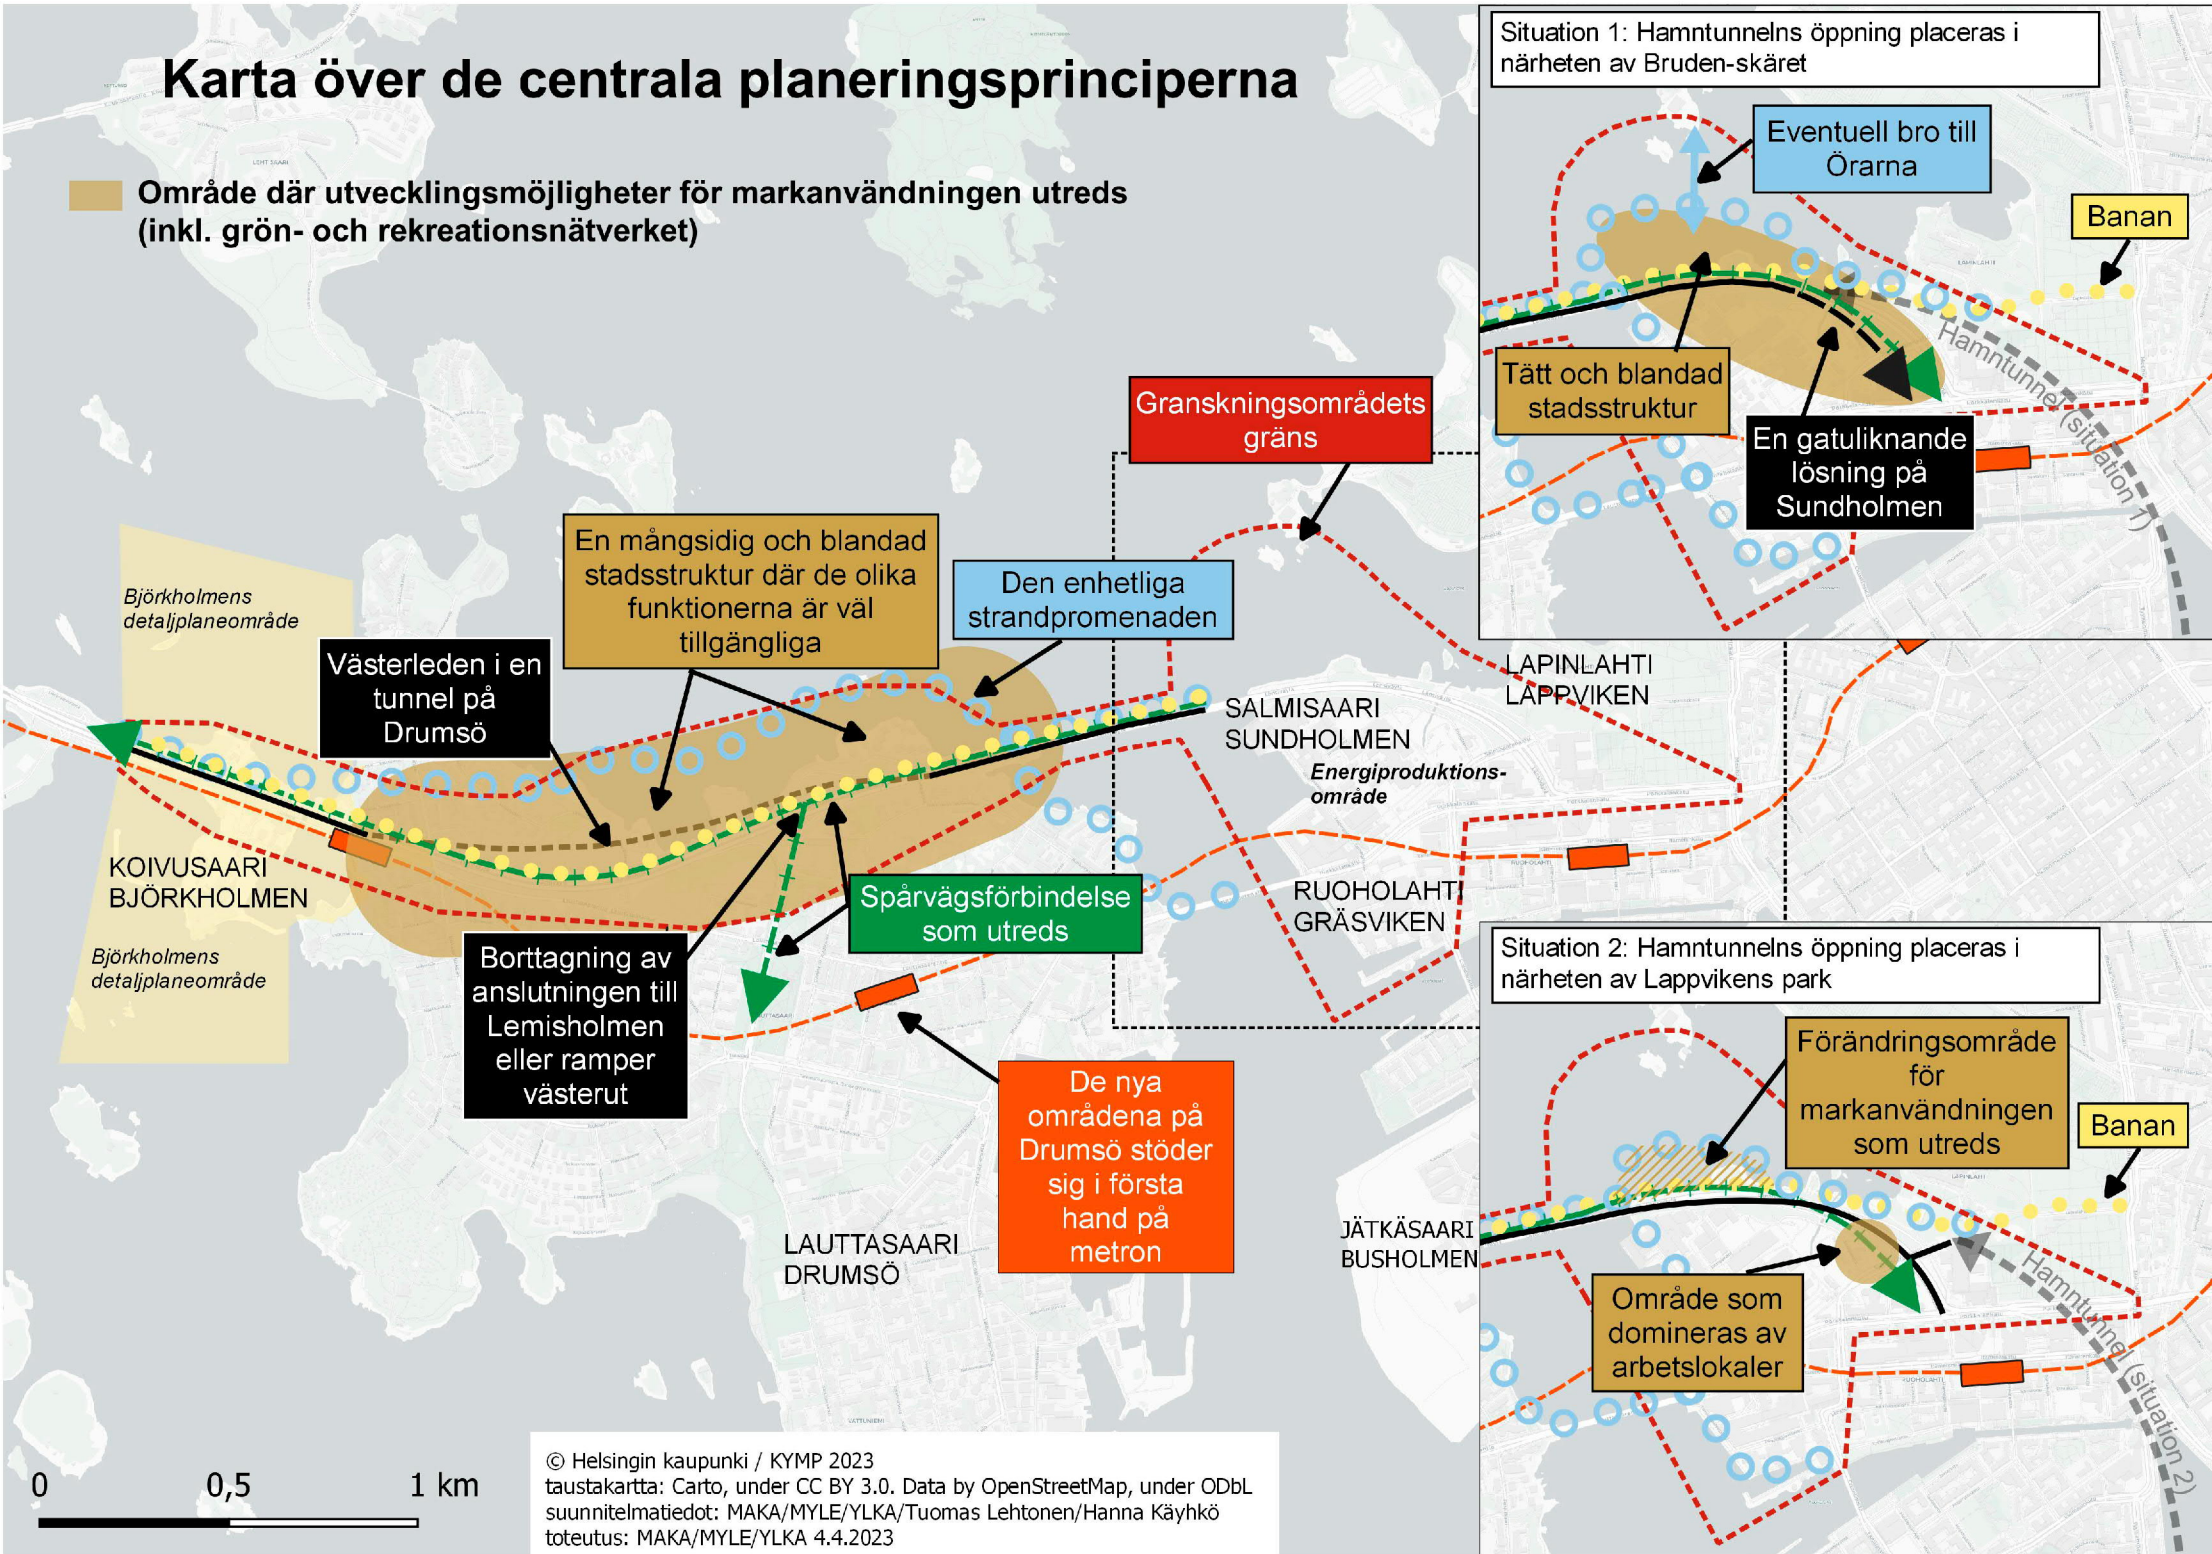 Karta över de centrala planeringsprinciperna
Område där utvecklingsmöjligheter för markanvändningen utreds
(inkl. grön- och rekreationsnätverket)
Granskningsområdets
gräns
En mångsidig och blandad
stadsstruktur där de olika
funktionerna är väl
tillgängliga
Den enhetliga
strandpromenaden
Björkholmens
detaljplaneområde
Västerleden i en
tunnel på
Drumsö
SALMISAARI
SUNDHOLMEN
Energiproduktions-
område
LAPINLAHTI
LAPPVIKEN
KOIVUSAARI
BJÖRKHOLMEN
RUOHOLAHTI
GRÄSVIKEN
Spårvägsförbindelse
som utreds
Björkholmens
detaljplaneområde
Borttagning av
anslutningen till
Lemisholmen
eller ramper
västerut
De nya
områdena på
Drumsö stöder
sig i första
hand på
metron
LAUTTASAARI
DRUMSÖ
JÄTKÄSAARI
BUSHOLMEN
VATTUNIEMI
0 0,5 1 km
© Helsingin kaupunki / KYMP 2023
taustakartta: Carto, under CC BY 3.0. Data by OpenStreetMap, under ODbL
suunnitelmatiedot: MAKA/MYLE/YLKA/Tuomas Lehtonen/Hanna Käyhkö
toteutus: MAKA/MYLE/YLKA 4.4.2023
Situation 1: Hamntunnelns öppning placeras i
närheten av Bruden-skäret
Eventuell bro till
Örarna
Banan
Tätt och blandad
stadsstruktur
En gatuliknande
lösning på
Sundholmen
Hamntunnel (situation 1)
Situation 2: Hamntunnelns öppning placeras i
närheten av Lappvikens park
Förändringsområde
för
markanvändningen
som utreds
Banan
Område som
domineras av
arbetslokaler
RUOHOLAHTI
Hamntunnel (situation 2)